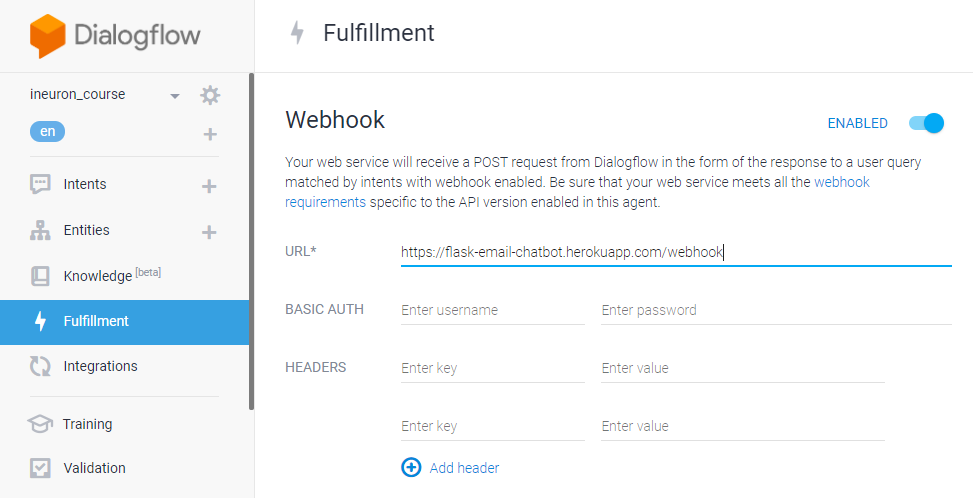 Dialogflow
ineuron_course
en
Intents
Entities
Knowledge [beta]
Fulfillment
Integrations
Training
Validation
Fulfillment
Webhook
ENABLED
Your web service will receive a POST request from Dialogflow in the form of the response to a user query
matched by intents with webhook enabled. Be sure that your web service meets all the webhook
requirements specific to the API version enabled in this agent.
URL*
https://flask-email-chatbot.herokuapp.com/webhook
BASIC AUTH
Enter username
Enter password
HEADERS
Enter key
Enter value
Enter key
Enter value
Add header